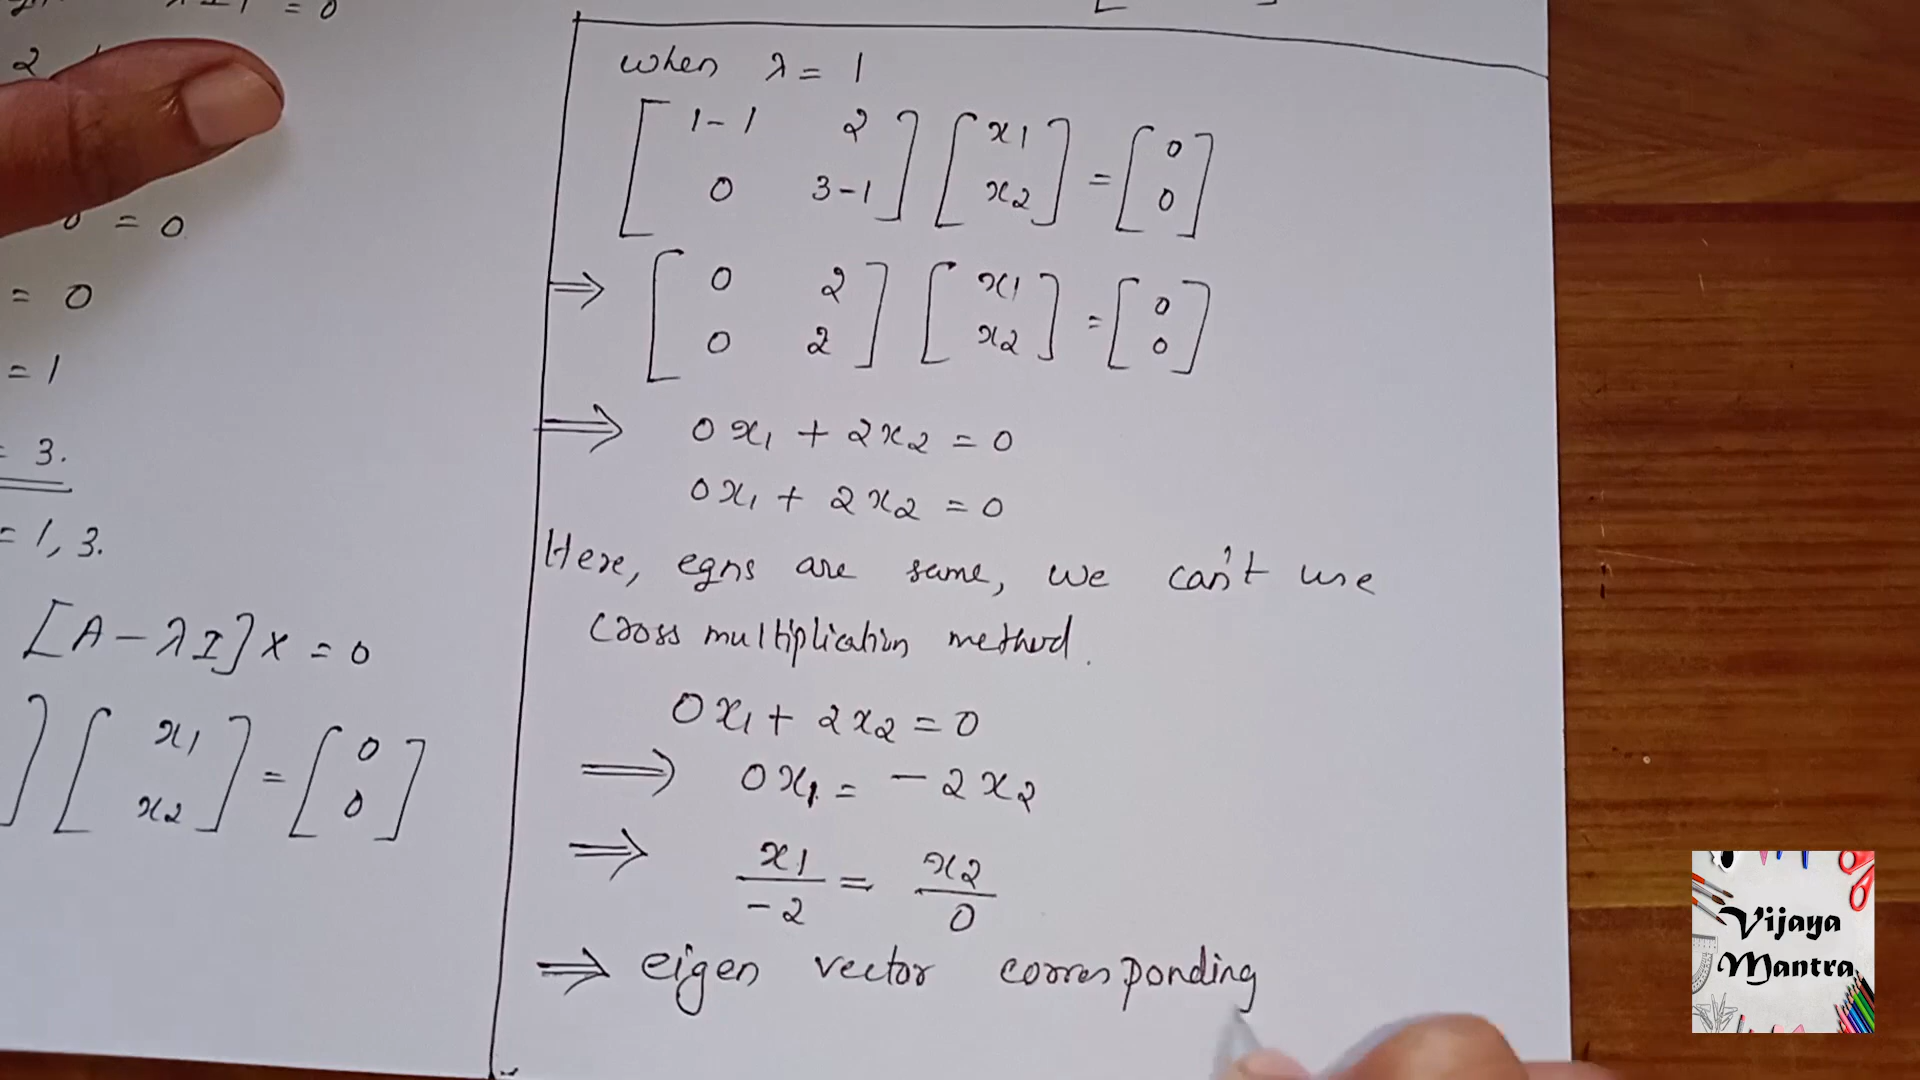 λI | = 0
2
0 = 0
= 0
= 1
= 3.
= 1, 3.
[A - λI] X = 0
] [ x1 x2 ] = [ 0 0 ]
when λ = 1
[ 1-1 2
0 3-1 ] [ x1 x2 ] = [ 0 0 ]
⇒ [ 0 2
0 2 ] [ x1 x2 ] = [ 0 0 ]
⇒ 0x1 + 2x2 = 0
0x1 + 2x2 = 0
Here, eqns are same, we can't use
cross multiplication method.
0x1 + 2x2 = 0
⇒ 0x1 = -2x2
⇒ x1/-2 = x2/0
⇒ eigen vector corresponding
Vijaya
Mantra